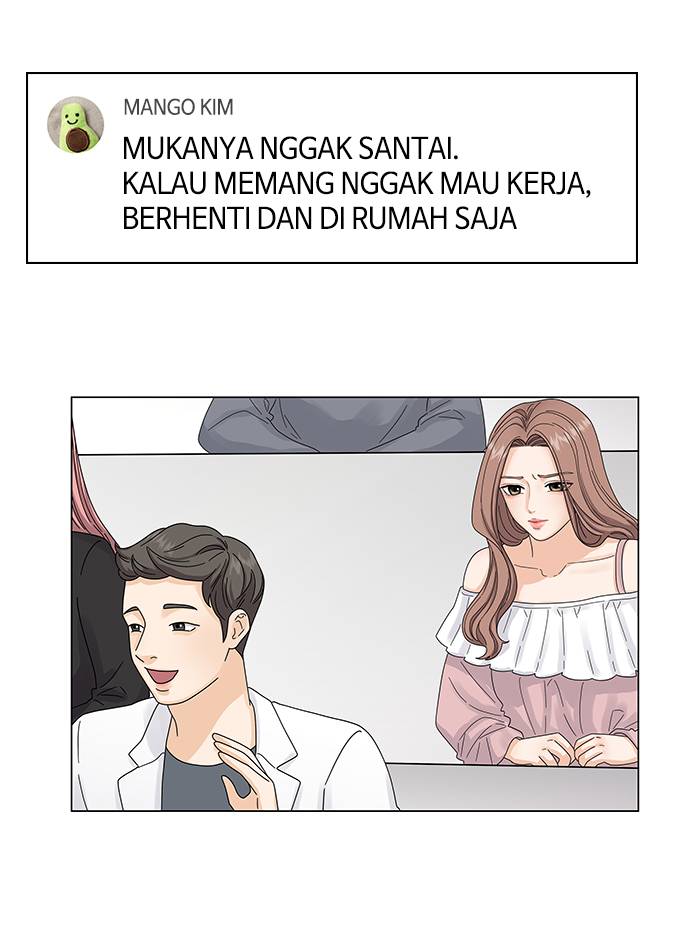 MANGO KIM
MUKANYA NGGAK SANTAI.
KALAU MEMANG NGGAK MAU KERJA,
BERHENTI DAN DI RUMAH SAJA